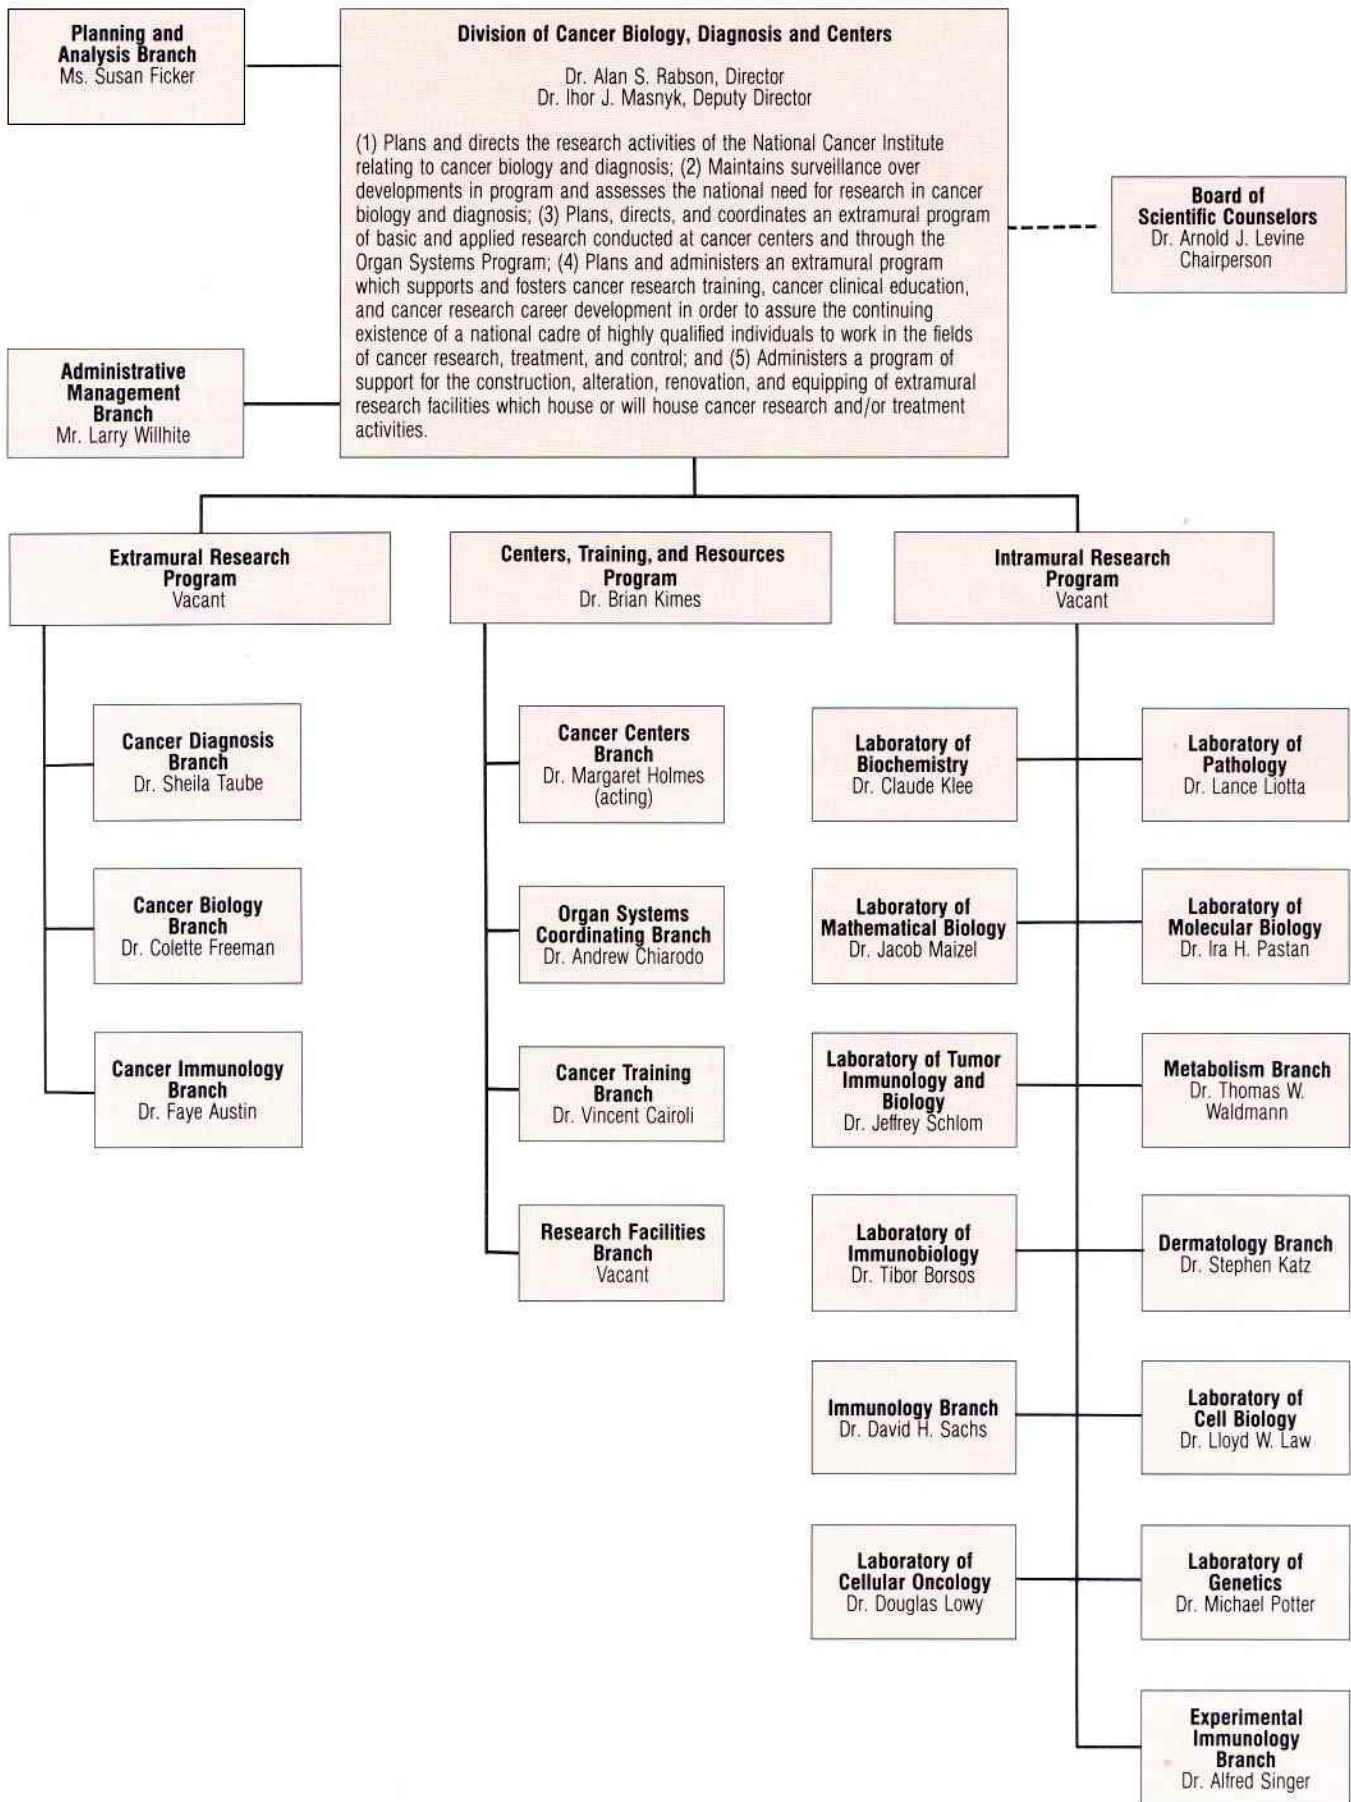 Planning and
Analysis Branch
Ms. Susan Ficker
Division of Cancer Biology, Diagnosis and Centers
Dr. Alan S. Rabson, Director
Dr. Ihor J. Masnyk, Deputy Director
(1) Plans and directs the research activities of the National Cancer Institute
relating to cancer biology and diagnosis; (2) Maintains surveillance over
developments in program and assesses the national need for research in cancer
biology and diagnosis; (3) Plans, directs, and coordinates an extramural program
of basic and applied research conducted at cancer centers and through the
Organ Systems Program; (4) Plans and administers an extramural program
which supports and fosters cancer research training, cancer clinical education,
and cancer research career development in order to assure the continuing
existence of a national cadre of highly qualified individuals to work in the fields
of cancer research, treatment, and control; and (5) Administers a program of
support for the construction, alteration, renovation, and equipping of extramural
research facilities which house or will house cancer research and/or treatment
activities.
Board of
Scientific Counselors
Dr. Arnold J. Levine
Chairperson
Administrative
Management
Branch
Mr. Larry Willhite
Extramural Research
Program
Vacant
Cancer Diagnosis
Branch
Dr. Sheila Taube
Cancer Biology
Branch
Dr. Colette Freeman
Cancer Immunology
Branch
Dr. Faye Austin
Centers, Training, and Resources
Program
Dr. Brian Kimes
Cancer Centers
Branch
Dr. Margaret Holmes
(acting)
Organ Systems
Coordinating Branch
Dr. Andrew Chiarodo
Cancer Training
Branch
Dr. Vincent Cairoli
Research Facilities
Branch
Vacant
Intramural Research
Program
Vacant
Laboratory of
Biochemistry
Dr. Claude Klee
Laboratory of
Pathology
Dr. Lance Liotta
Laboratory of
Mathematical Biology
Dr. Jacob Maizel
Laboratory of
Molecular Biology
Dr. Ira H. Pastan
Laboratory of Tumor
Immunology and
Biology
Dr. Jeffrey Schlom
Metabolism Branch
Dr. Thomas W.
Waldmann
Laboratory of
Immunobiology
Dr. Tibor Borsos
Dermatology Branch
Dr. Stephen Katz
Immunology Branch
Dr. David H. Sachs
Laboratory of
Cell Biology
Dr. Lloyd W. Law
Laboratory of
Cellular Oncology
Dr. Douglas Lowy
Laboratory of
Genetics
Dr. Michael Potter
Experimental
Immunology
Branch
Dr. Alfred Singer